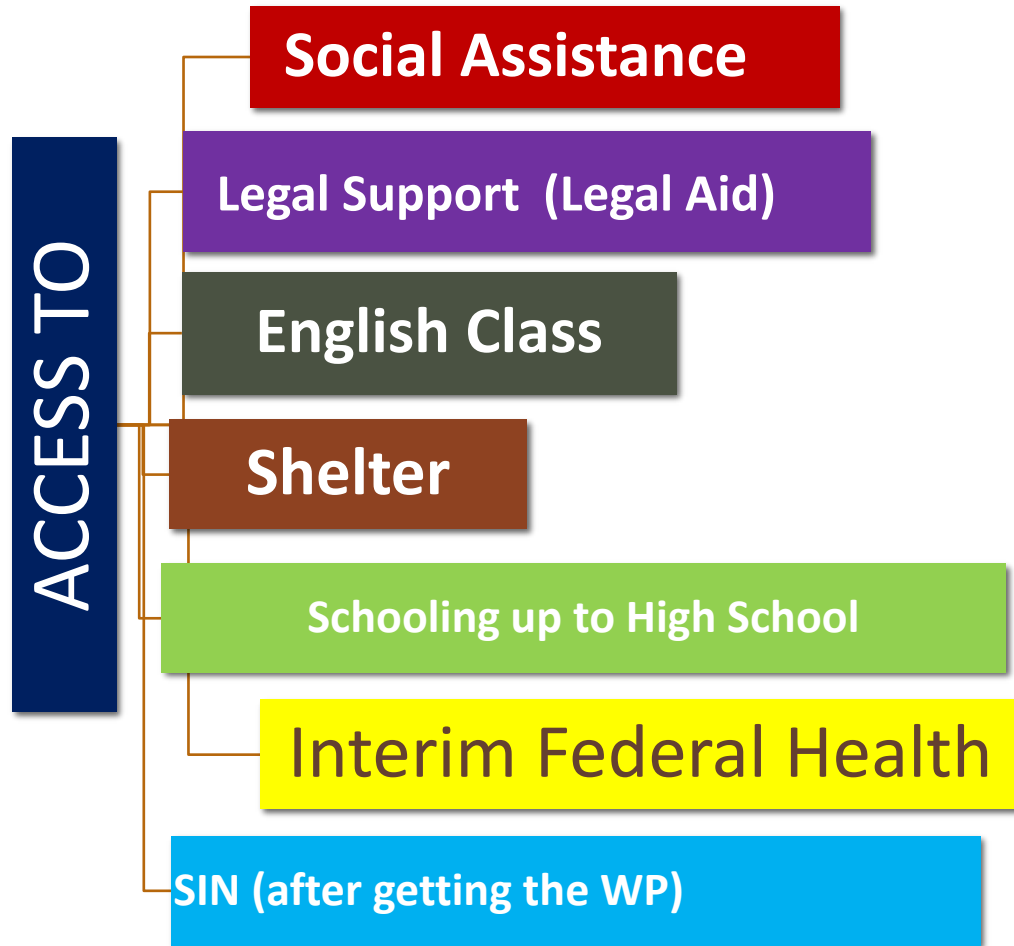 ACCESS TO
Social Assistance
Legal Support (Legal Aid)
English Class
Shelter
Schooling up to High School
Interim Federal Health
SIN (after getting the WP)